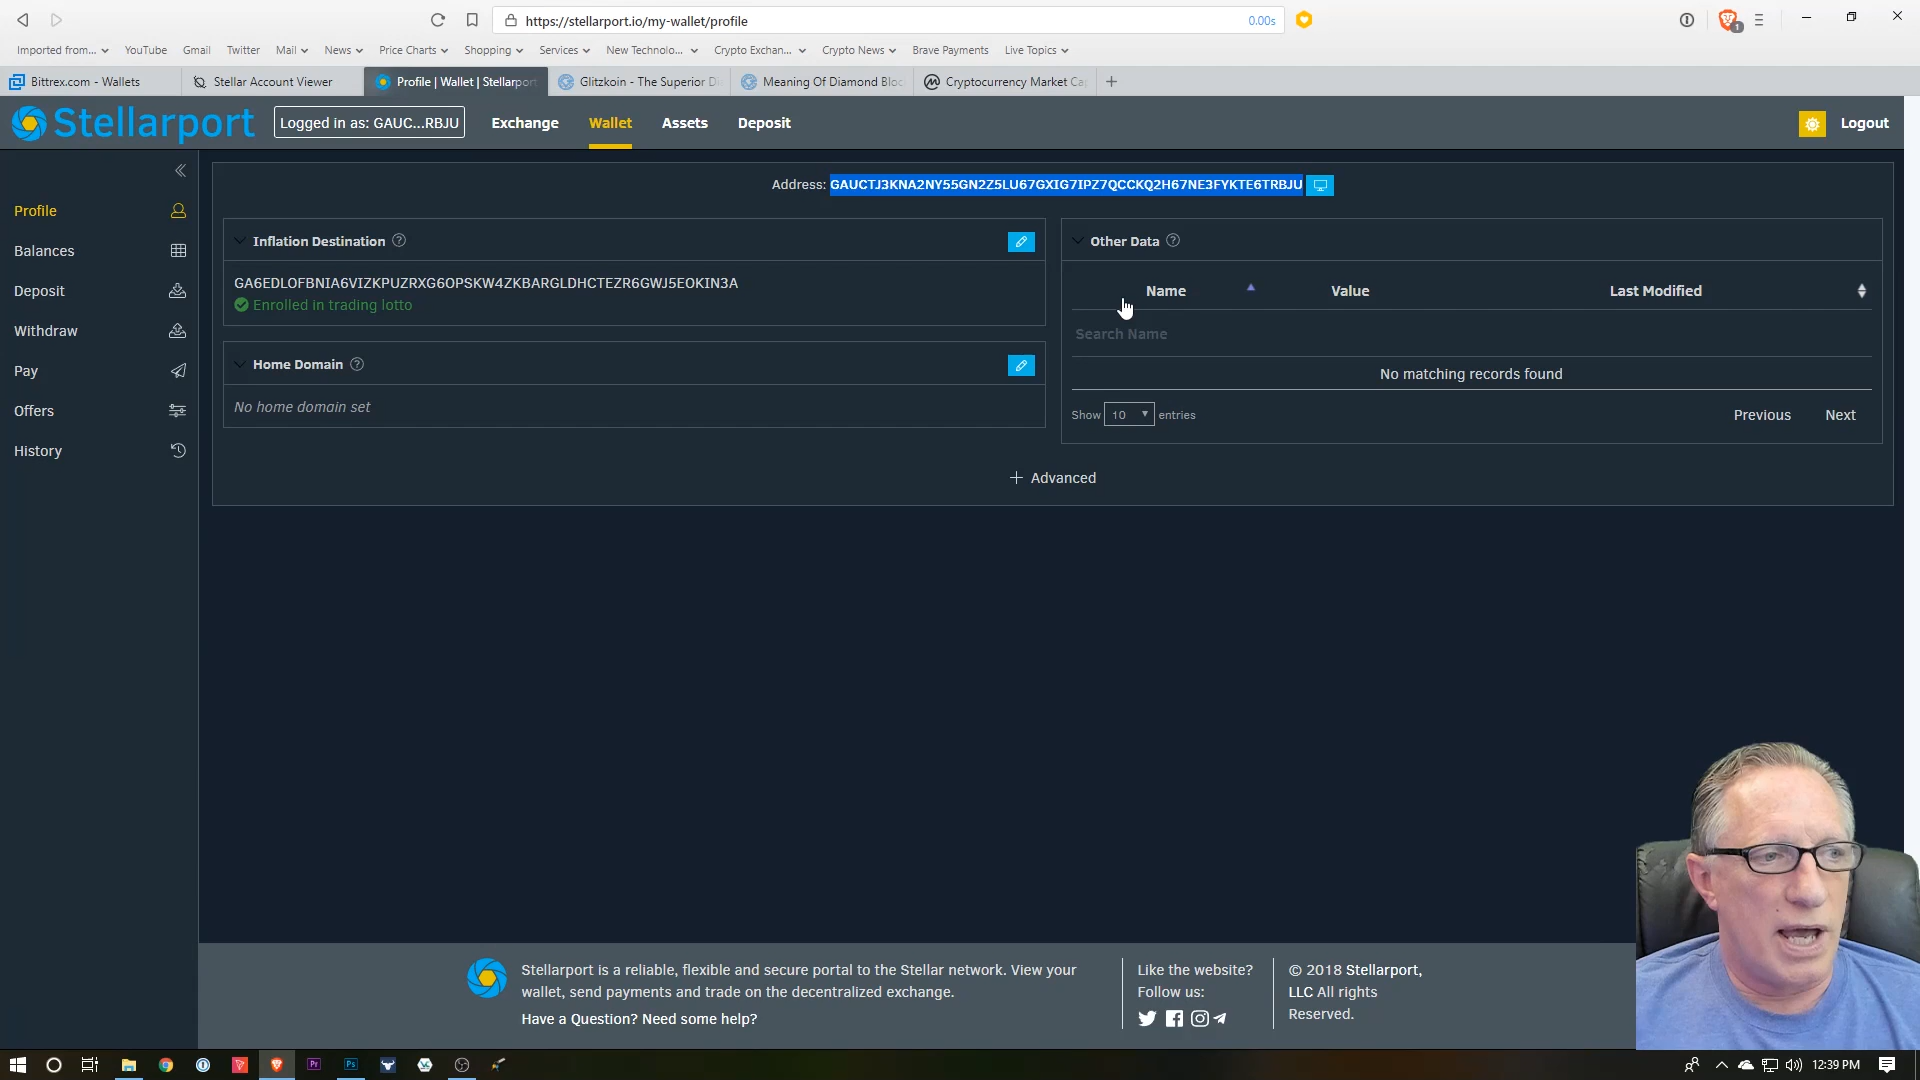 https://stellarport.io/my-wallet/profile
0.00s
Imported from... YouTube Gmail Twitter Mail News Price Charts Shopping Services New Technolo... Crypto Exchan... Crypto News Brave Payments Live Topics
Bittrex.com - Wallets
Stellar Account Viewer
Profile | Wallet | Stellarport
Glitzkoin - The Superior Di
Meaning Of Diamond Bloc
Cryptocurrency Market Ca
Stellarport
Logged in as: GAUC...RBJU
Exchange
Wallet
Assets
Deposit
Logout
Profile
Balances
Deposit
Withdraw
Pay
Offers
History
Address: GAUCTJ3KNA2NY55GN2Z5LU67GXIG7IPZ7QCCKQ2H67NE3FYKTE6TRBJU
Inflation Destination
GA6EDLOFBNIA6VIZKPUZRXG6OPSKW4ZKBARGLDHCTEZR6GWJ5EOKIN3A
Enrolled in trading lotto
Home Domain
No home domain set
Other Data
Name Value Last Modified
Search Name
No matching records found
Show 10 entries
Previous Next
Advanced
Stellarport is a reliable, flexible and secure portal to the Stellar network. View your
wallet, send payments and trade on the decentralized exchange.
Have a Question? Need some help?
Like the website?
Follow us:
© 2018 Stellarport,
LLC All rights
Reserved.
Pr
Ps
12:39 PM